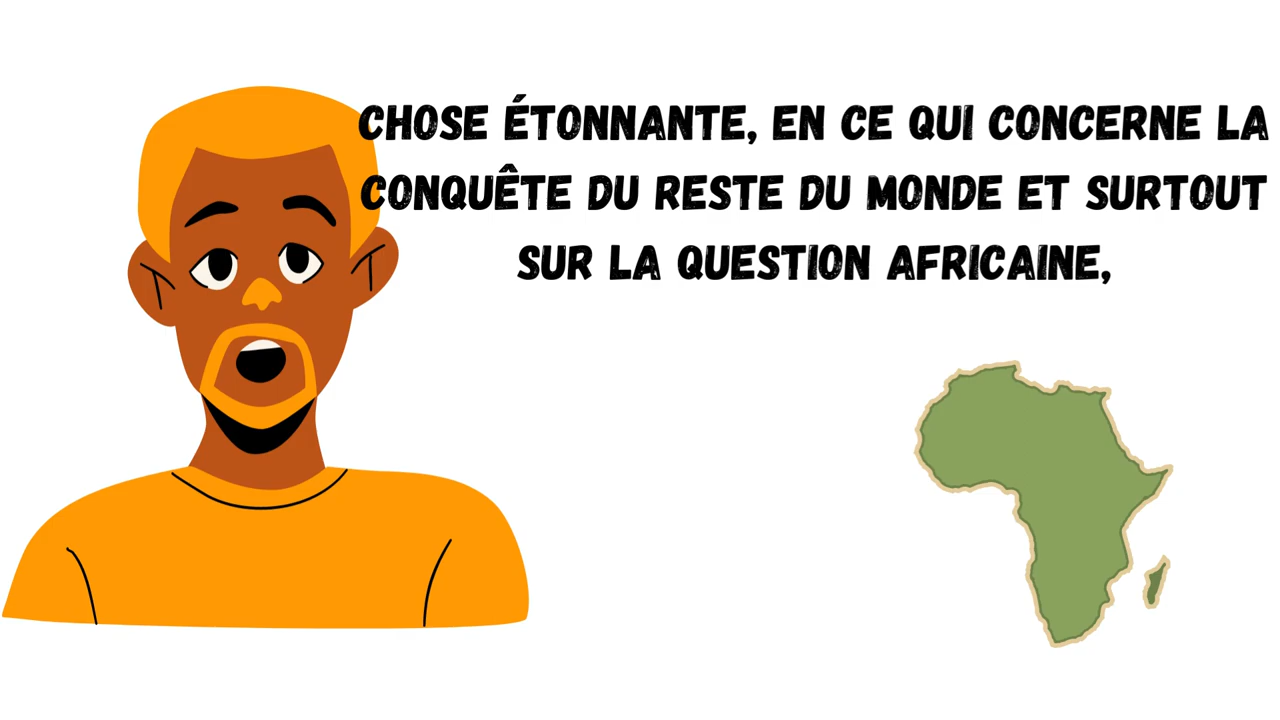 CHOSE ÉTONNANTE, EN CE QUI CONCERNE LA
CONQUÊTE DU RESTE DU MONDE ET SURTOUT
SUR LA QUESTION AFRICAINE,